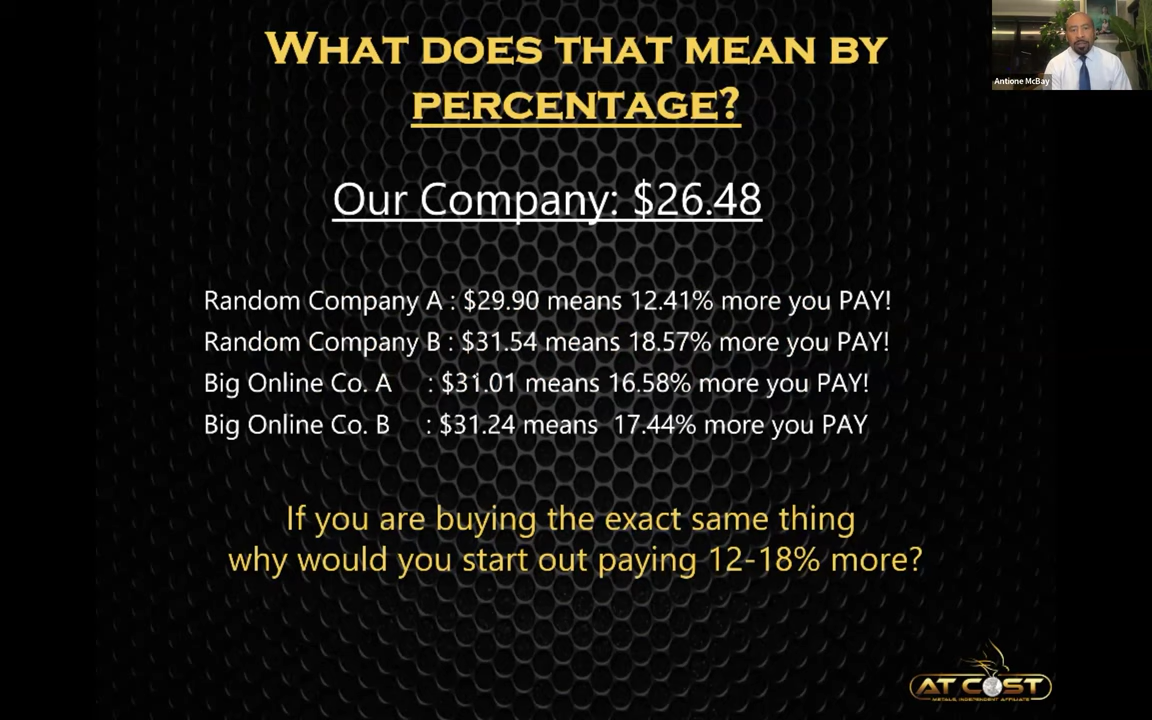 WHAT DOES THAT MEAN BY
PERCENTAGE?
Antione McBay
Our Company: $26.48
Random Company A : $29.90 means 12.41% more you PAY!
Random Company B : $31.54 means 18.57% more you PAY!
Big Online Co. A : $31.01 means 16.58% more you PAY!
Big Online Co. B : $31.24 means 17.44% more you PAY
If you are buying the exact same thing
why would you start out paying 12-18% more?
AT COST
METALS INDEPENDENT AFFILIATE